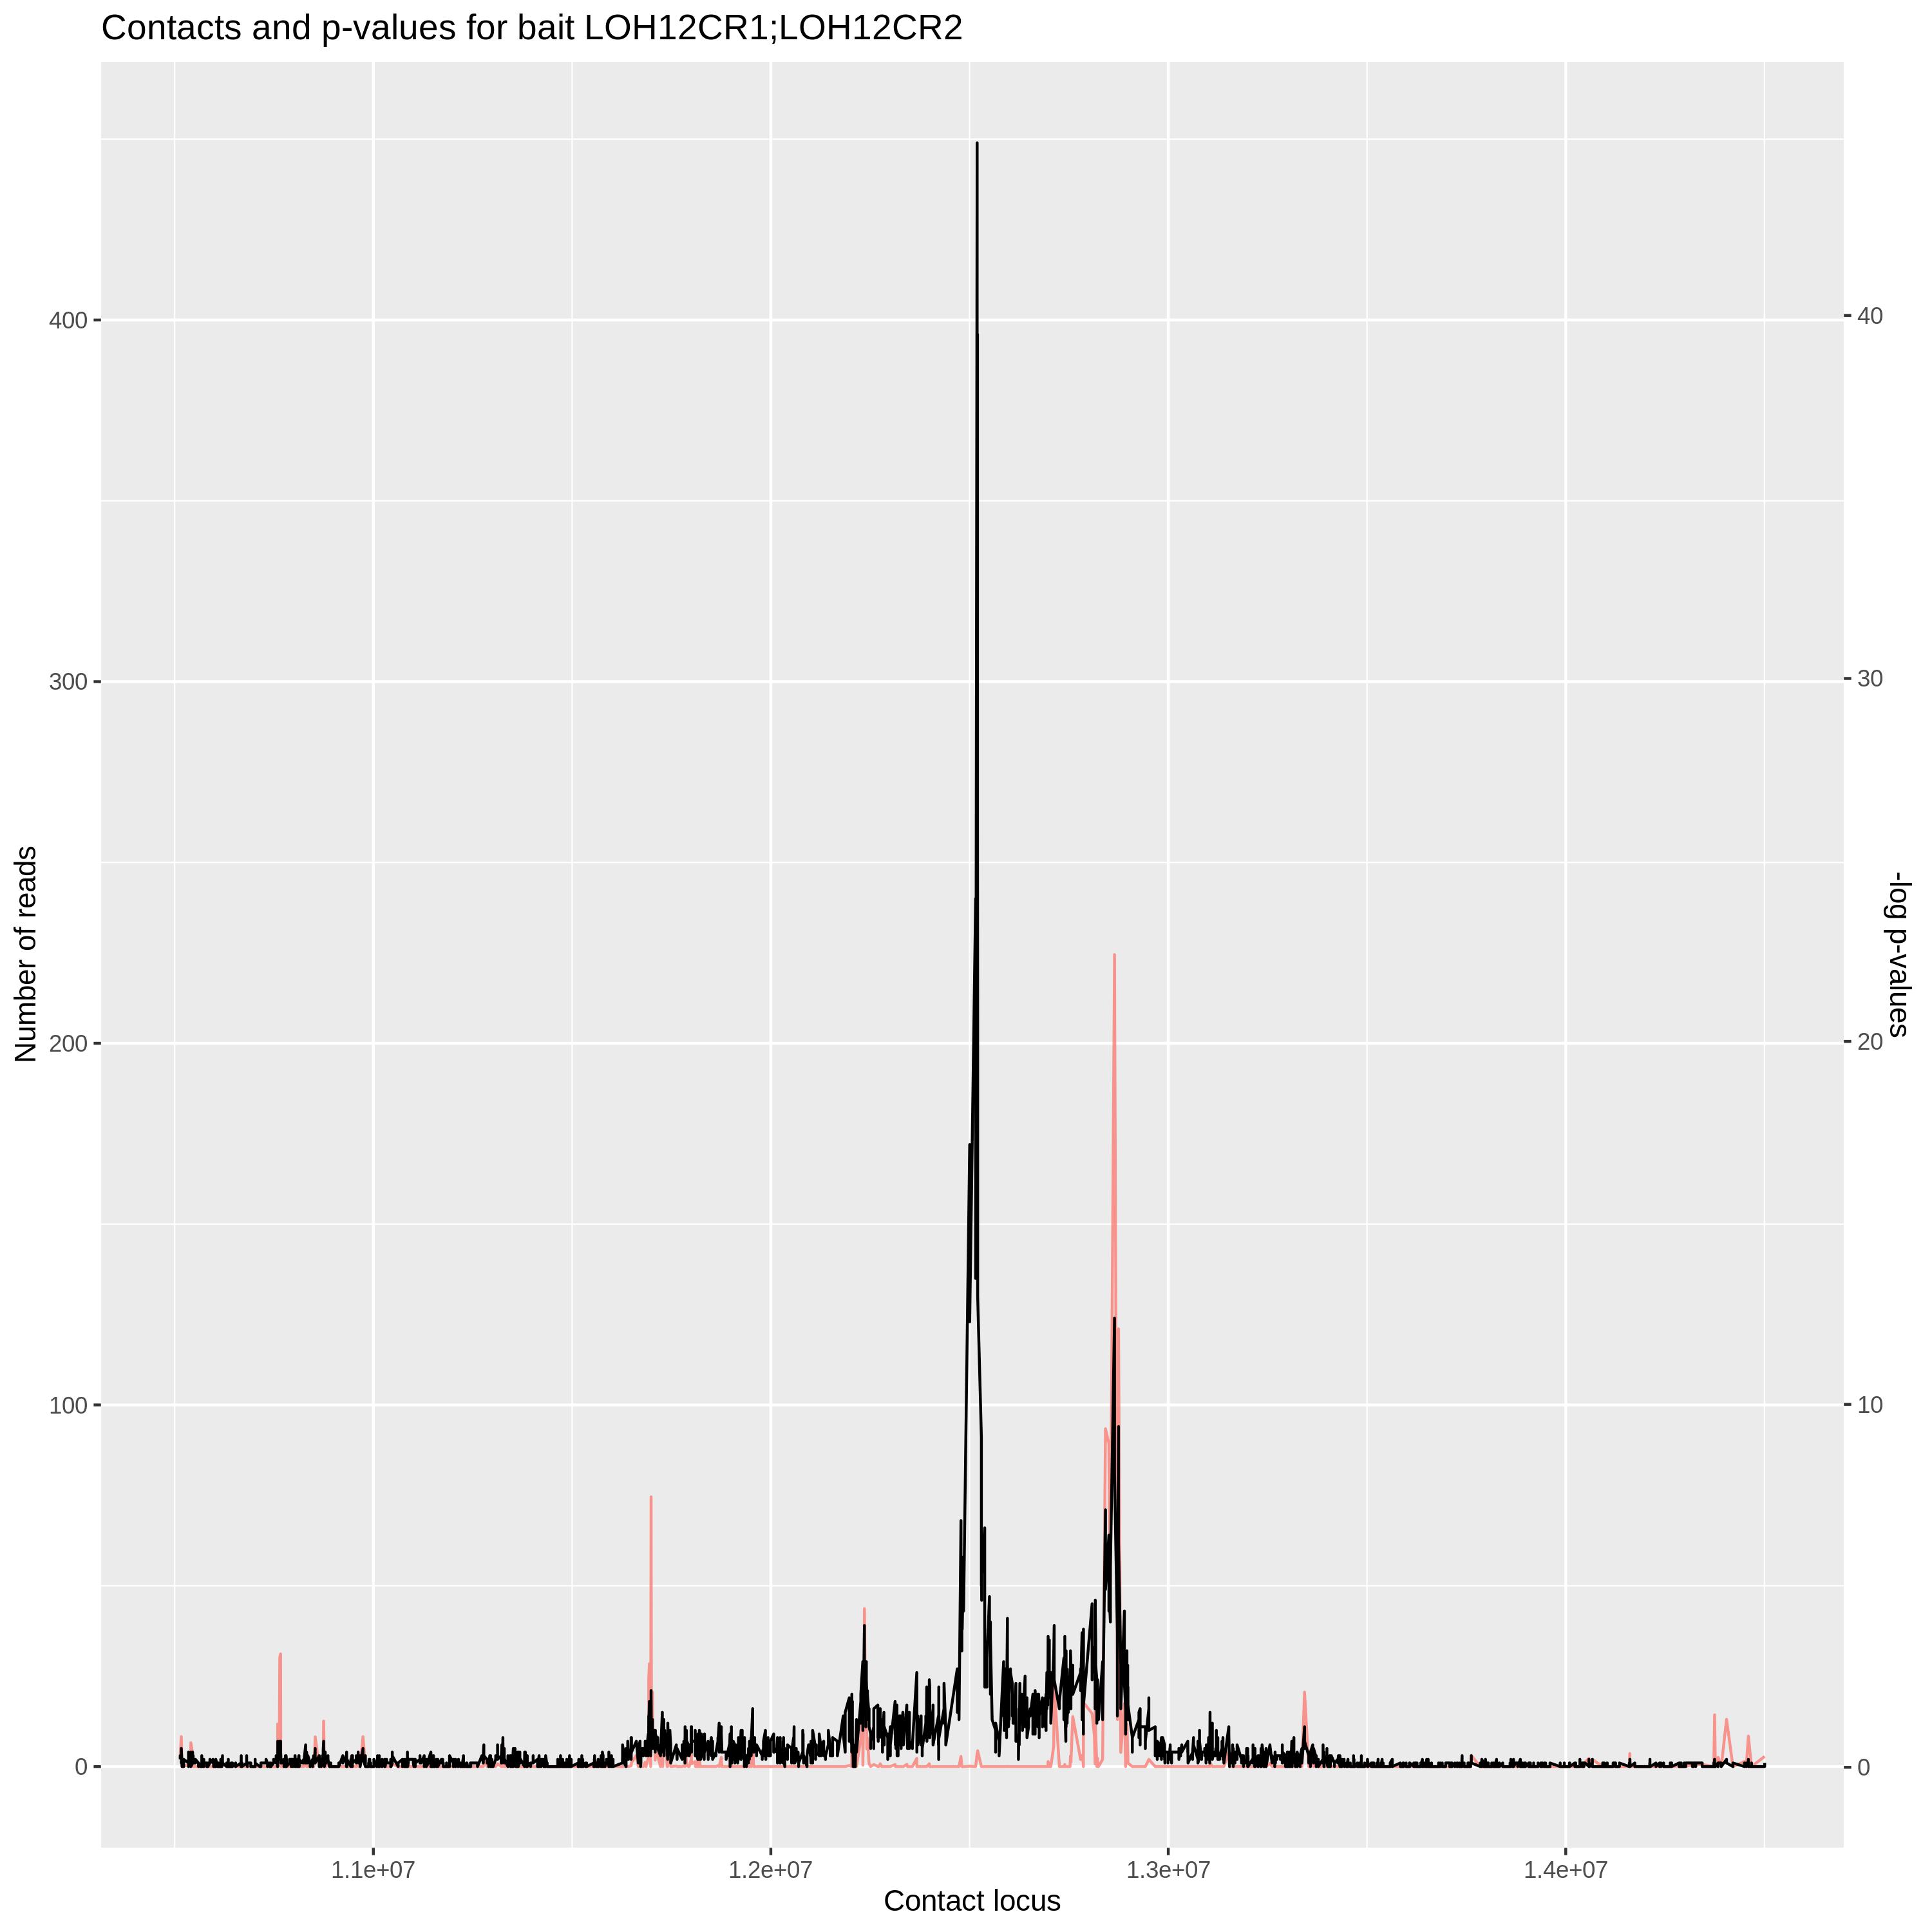 Contacts and p-values for bait LOH12CR1;LOH12CR2
400
300
200
100
0
Number of reads
40
30
20
10
0
-log p-values
1.1e+07
1.2e+07
1.3e+07
1.4e+07
Contact locus